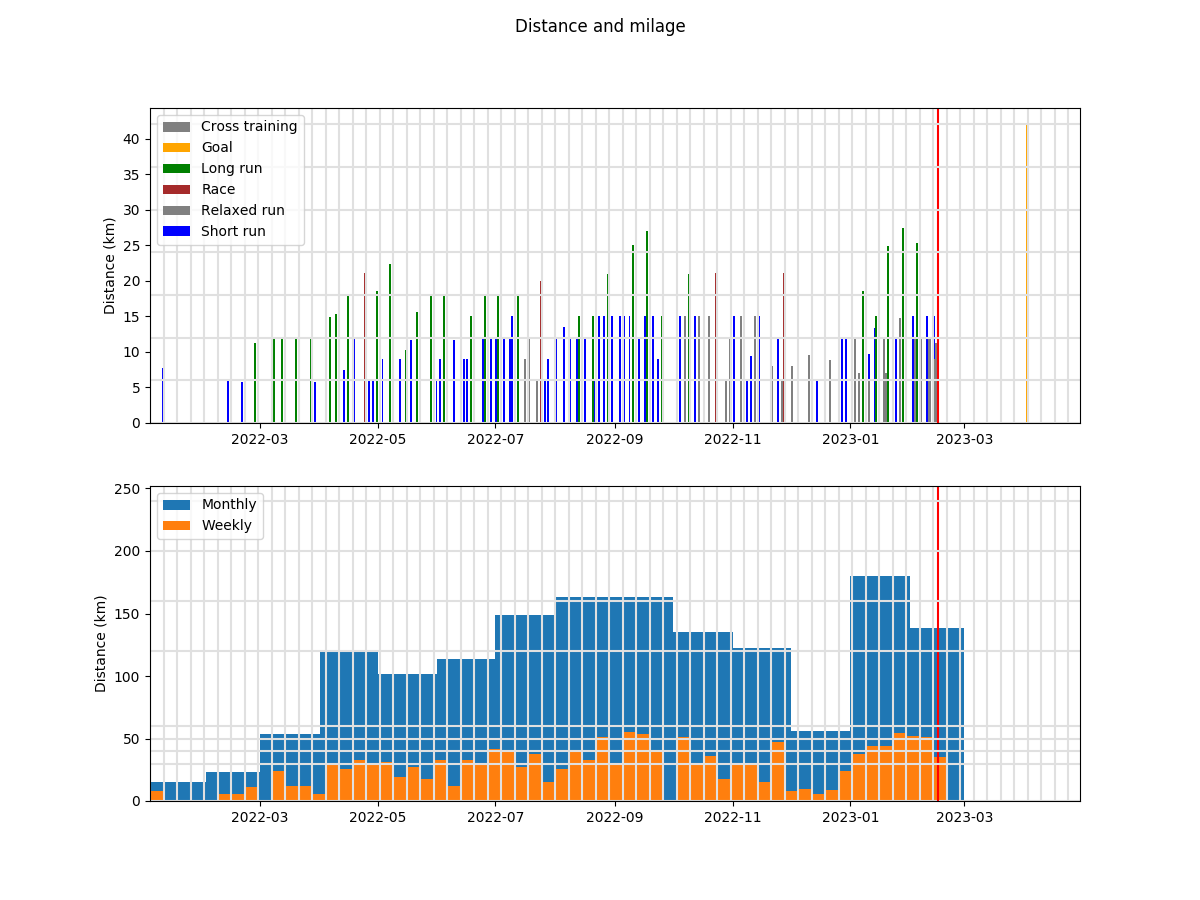 Distance and milage
Distance (km)
40
35
30
25
20
15
10
5
0
Cross training
Goal
Long run
Race
Relaxed run
Short run
2022-03 2022-05 2022-07 2022-09 2022-11 2023-01 2023-03
Distance (km)
250
200
150
100
50
0
Monthly
Weekly
2022-03 2022-05 2022-07 2022-09 2022-11 2023-01 2023-03